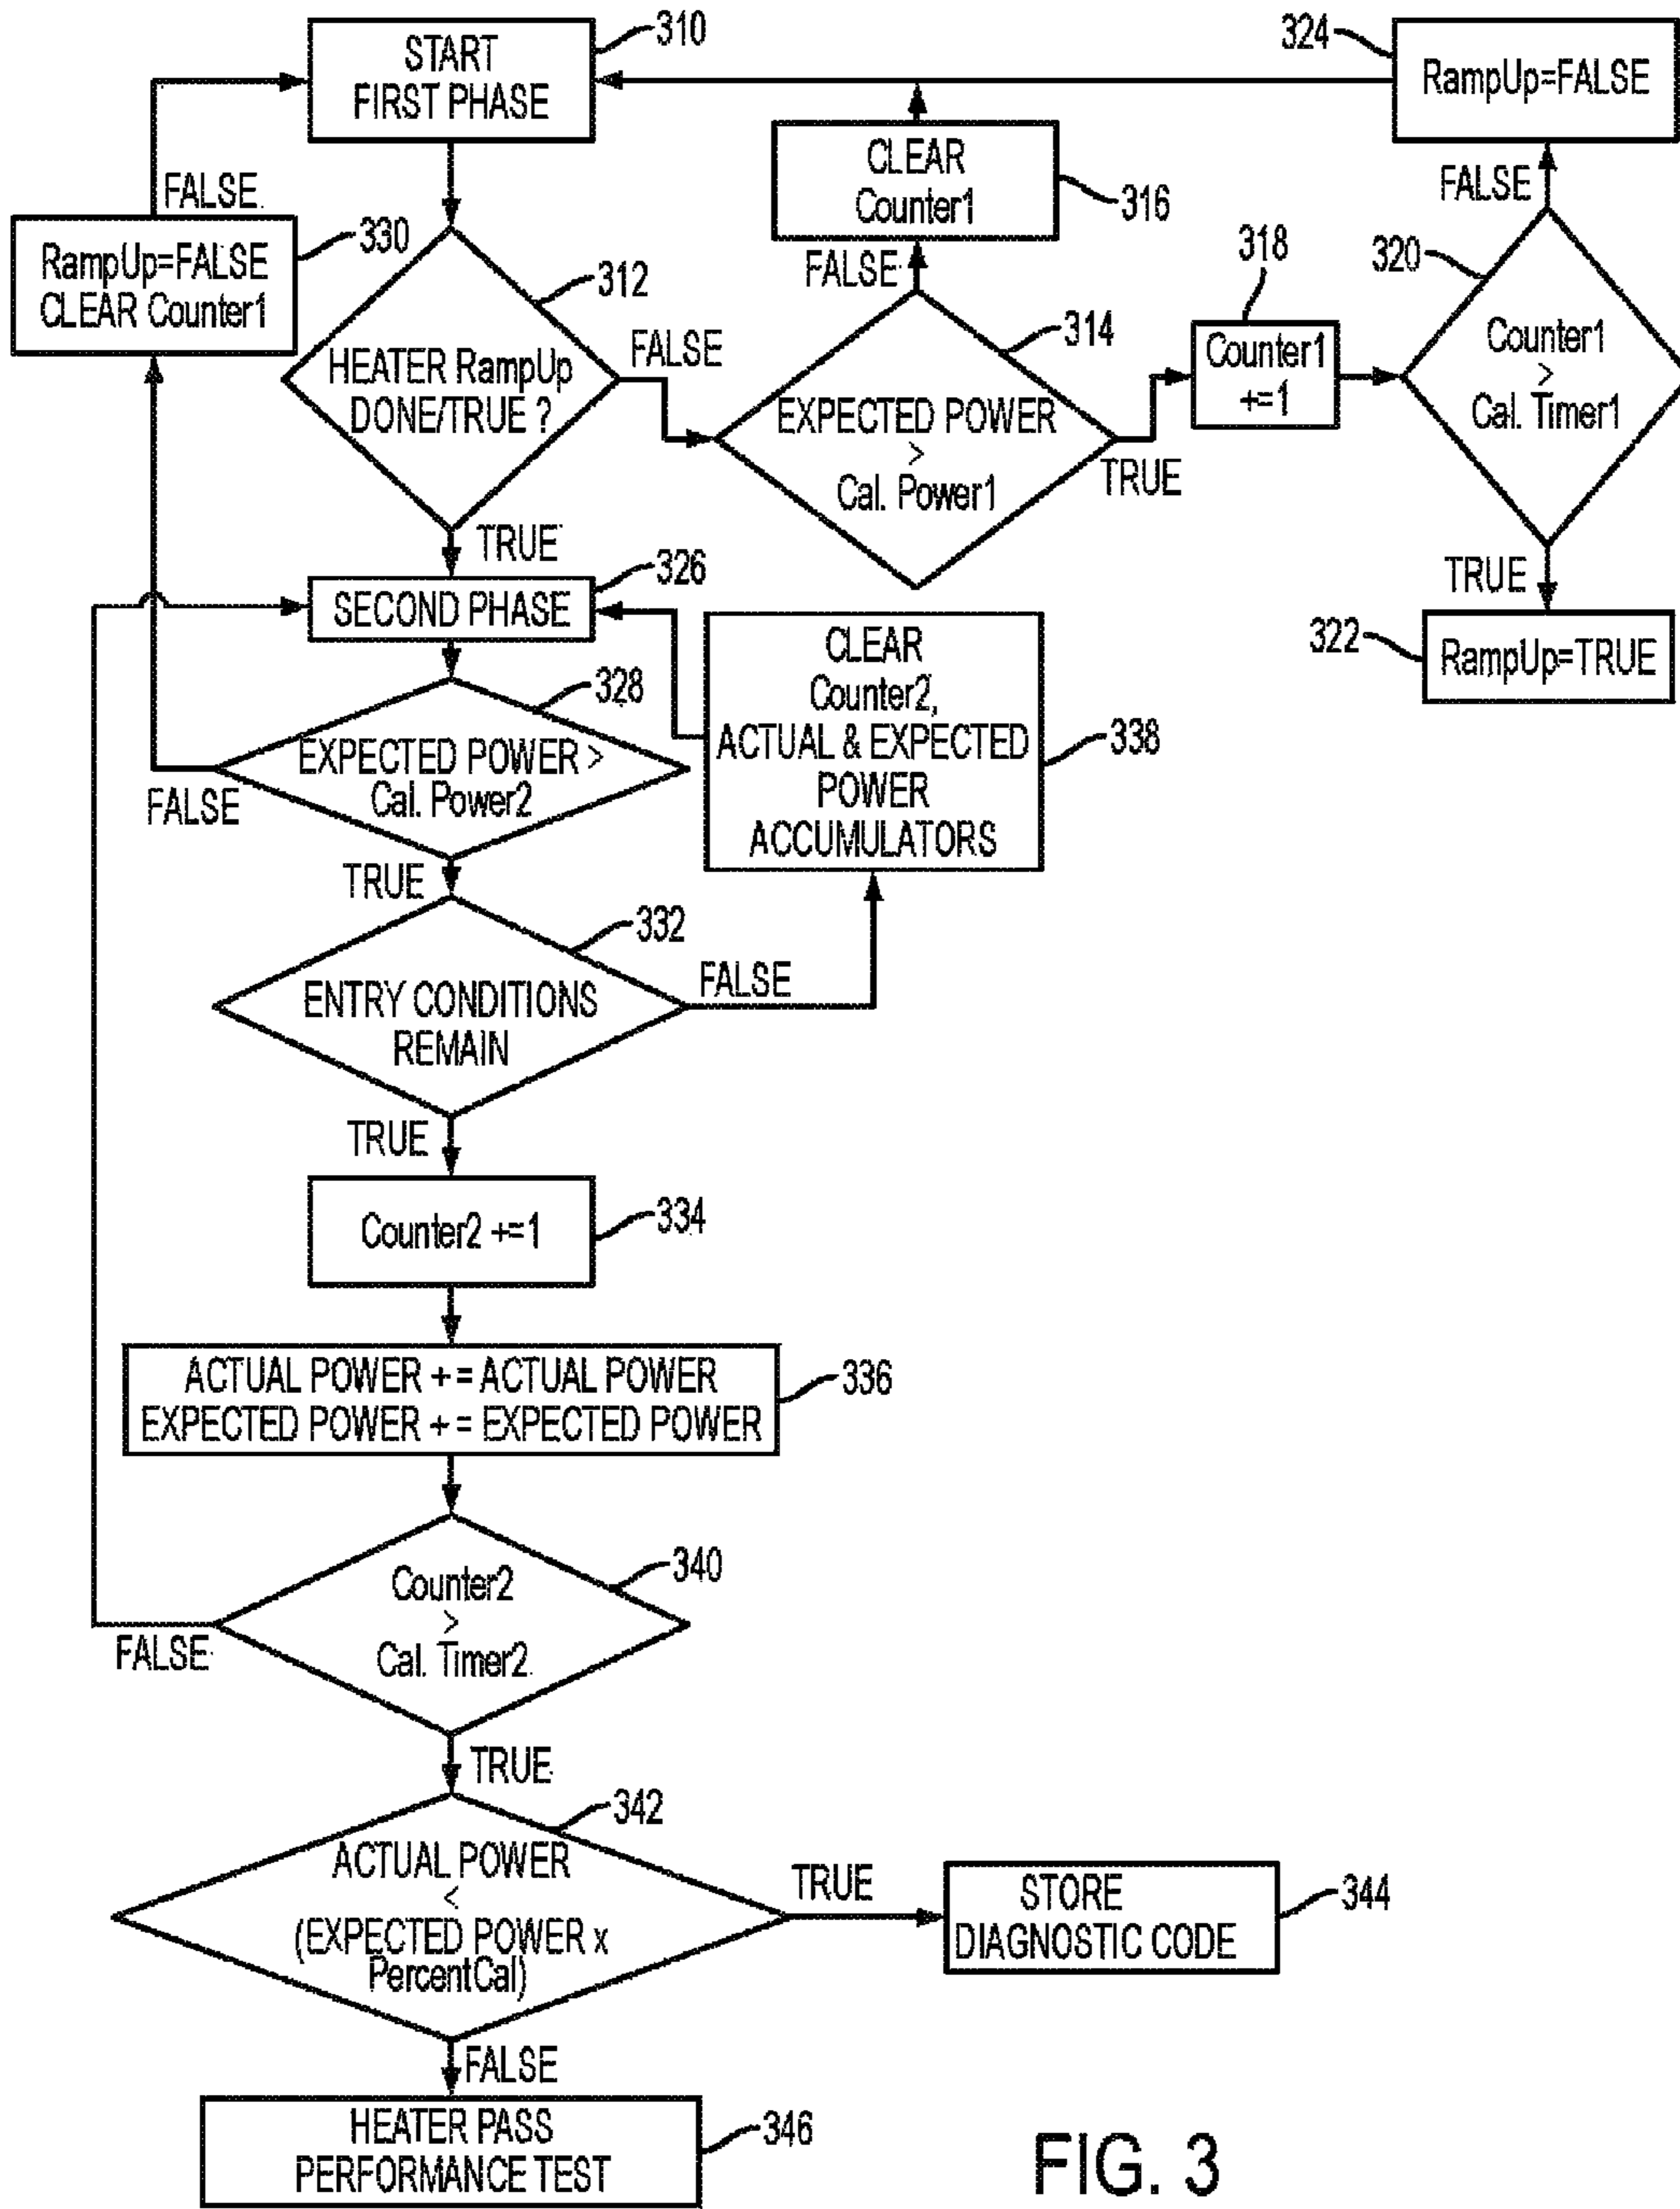 310
START
FIRST PHASE
324
RampUp=FALSE
CLEAR
Counter1
316
FALSE
FALSE
330
RampUp=FALSE
CLEAR Counter1
312
HEATER RampUp
DONE/TRUE ?
FALSE
FALSE
314
EXPECTED POWER
>
Cal. Power1
TRUE
318
Counter1
+=1
320
Counter1
>
Cal. Timer1
TRUE
322
RampUp=TRUE
TRUE
326
SECOND PHASE
328
EXPECTED POWER >
Cal. Power2
FALSE
TRUE
CLEAR
Counter2,
ACTUAL & EXPECTED
POWER
ACCUMULATORS
338
332
ENTRY CONDITIONS
REMAIN
FALSE
TRUE
Counter2 +=1
334
ACTUAL POWER + = ACTUAL POWER
EXPECTED POWER + = EXPECTED POWER
336
340
Counter2
>
Cal. Timer2
FALSE
TRUE
342
ACTUAL POWER
<
(EXPECTED POWER x
PercentCal)
TRUE
STORE
DIAGNOSTIC CODE
344
FALSE
HEATER PASS
PERFORMANCE TEST
346
FIG. 3